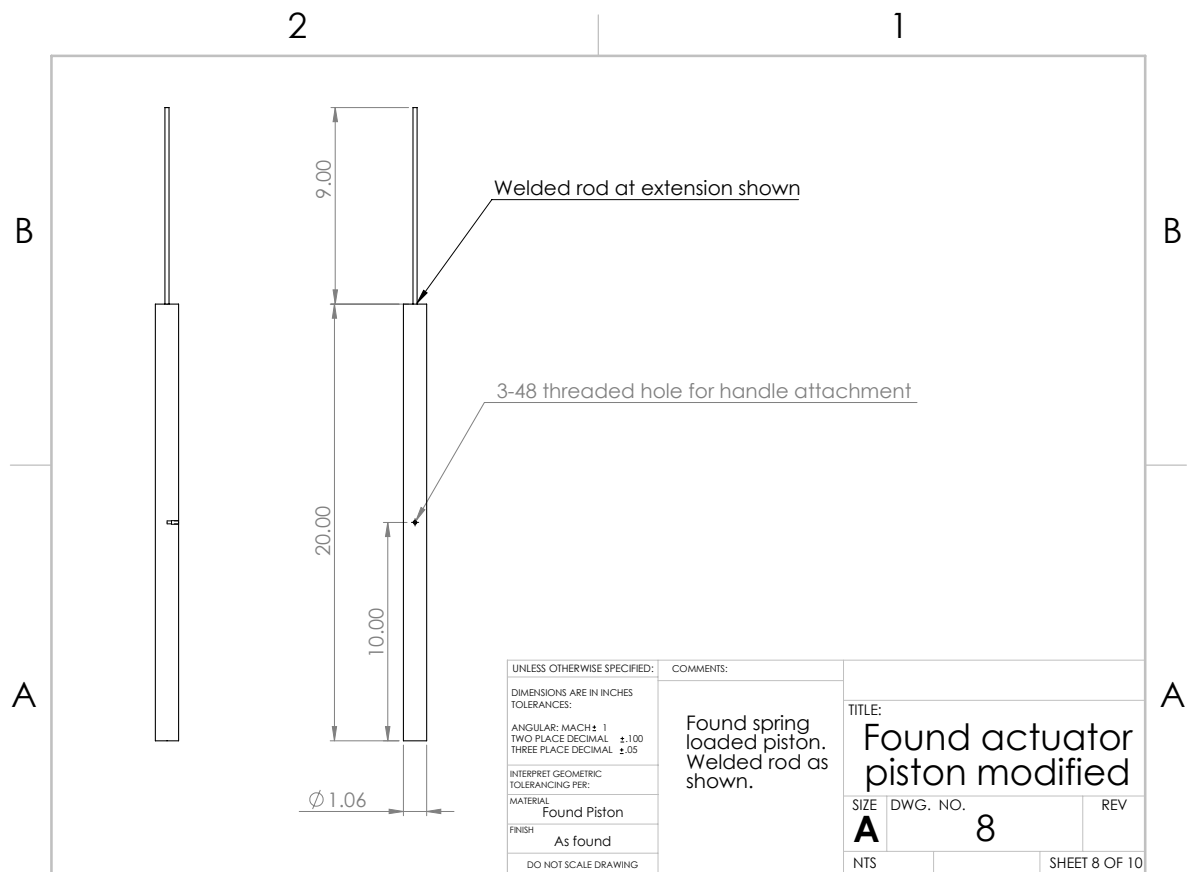 2
1
B
B
A
A
9.00
Welded rod at extension shown
3-48 threaded hole for handle attachment
20.00
10.00
∅1.06
UNLESS OTHERWISE SPECIFIED:
DIMENSIONS ARE IN INCHES
TOLERANCES:
ANGULAR: MACH± 1
TWO PLACE DECIMAL ±.100
THREE PLACE DECIMAL ±.05
INTERPRET GEOMETRIC
TOLERANCING PER:
MATERIAL
Found Piston
FINISH
As found
DO NOT SCALE DRAWING
COMMENTS:
Found spring
loaded piston.
Welded rod as
shown.
TITLE:
Found actuator
piston modified
SIZE
A
DWG. NO.
8
REV
NTS
SHEET 8 OF 10